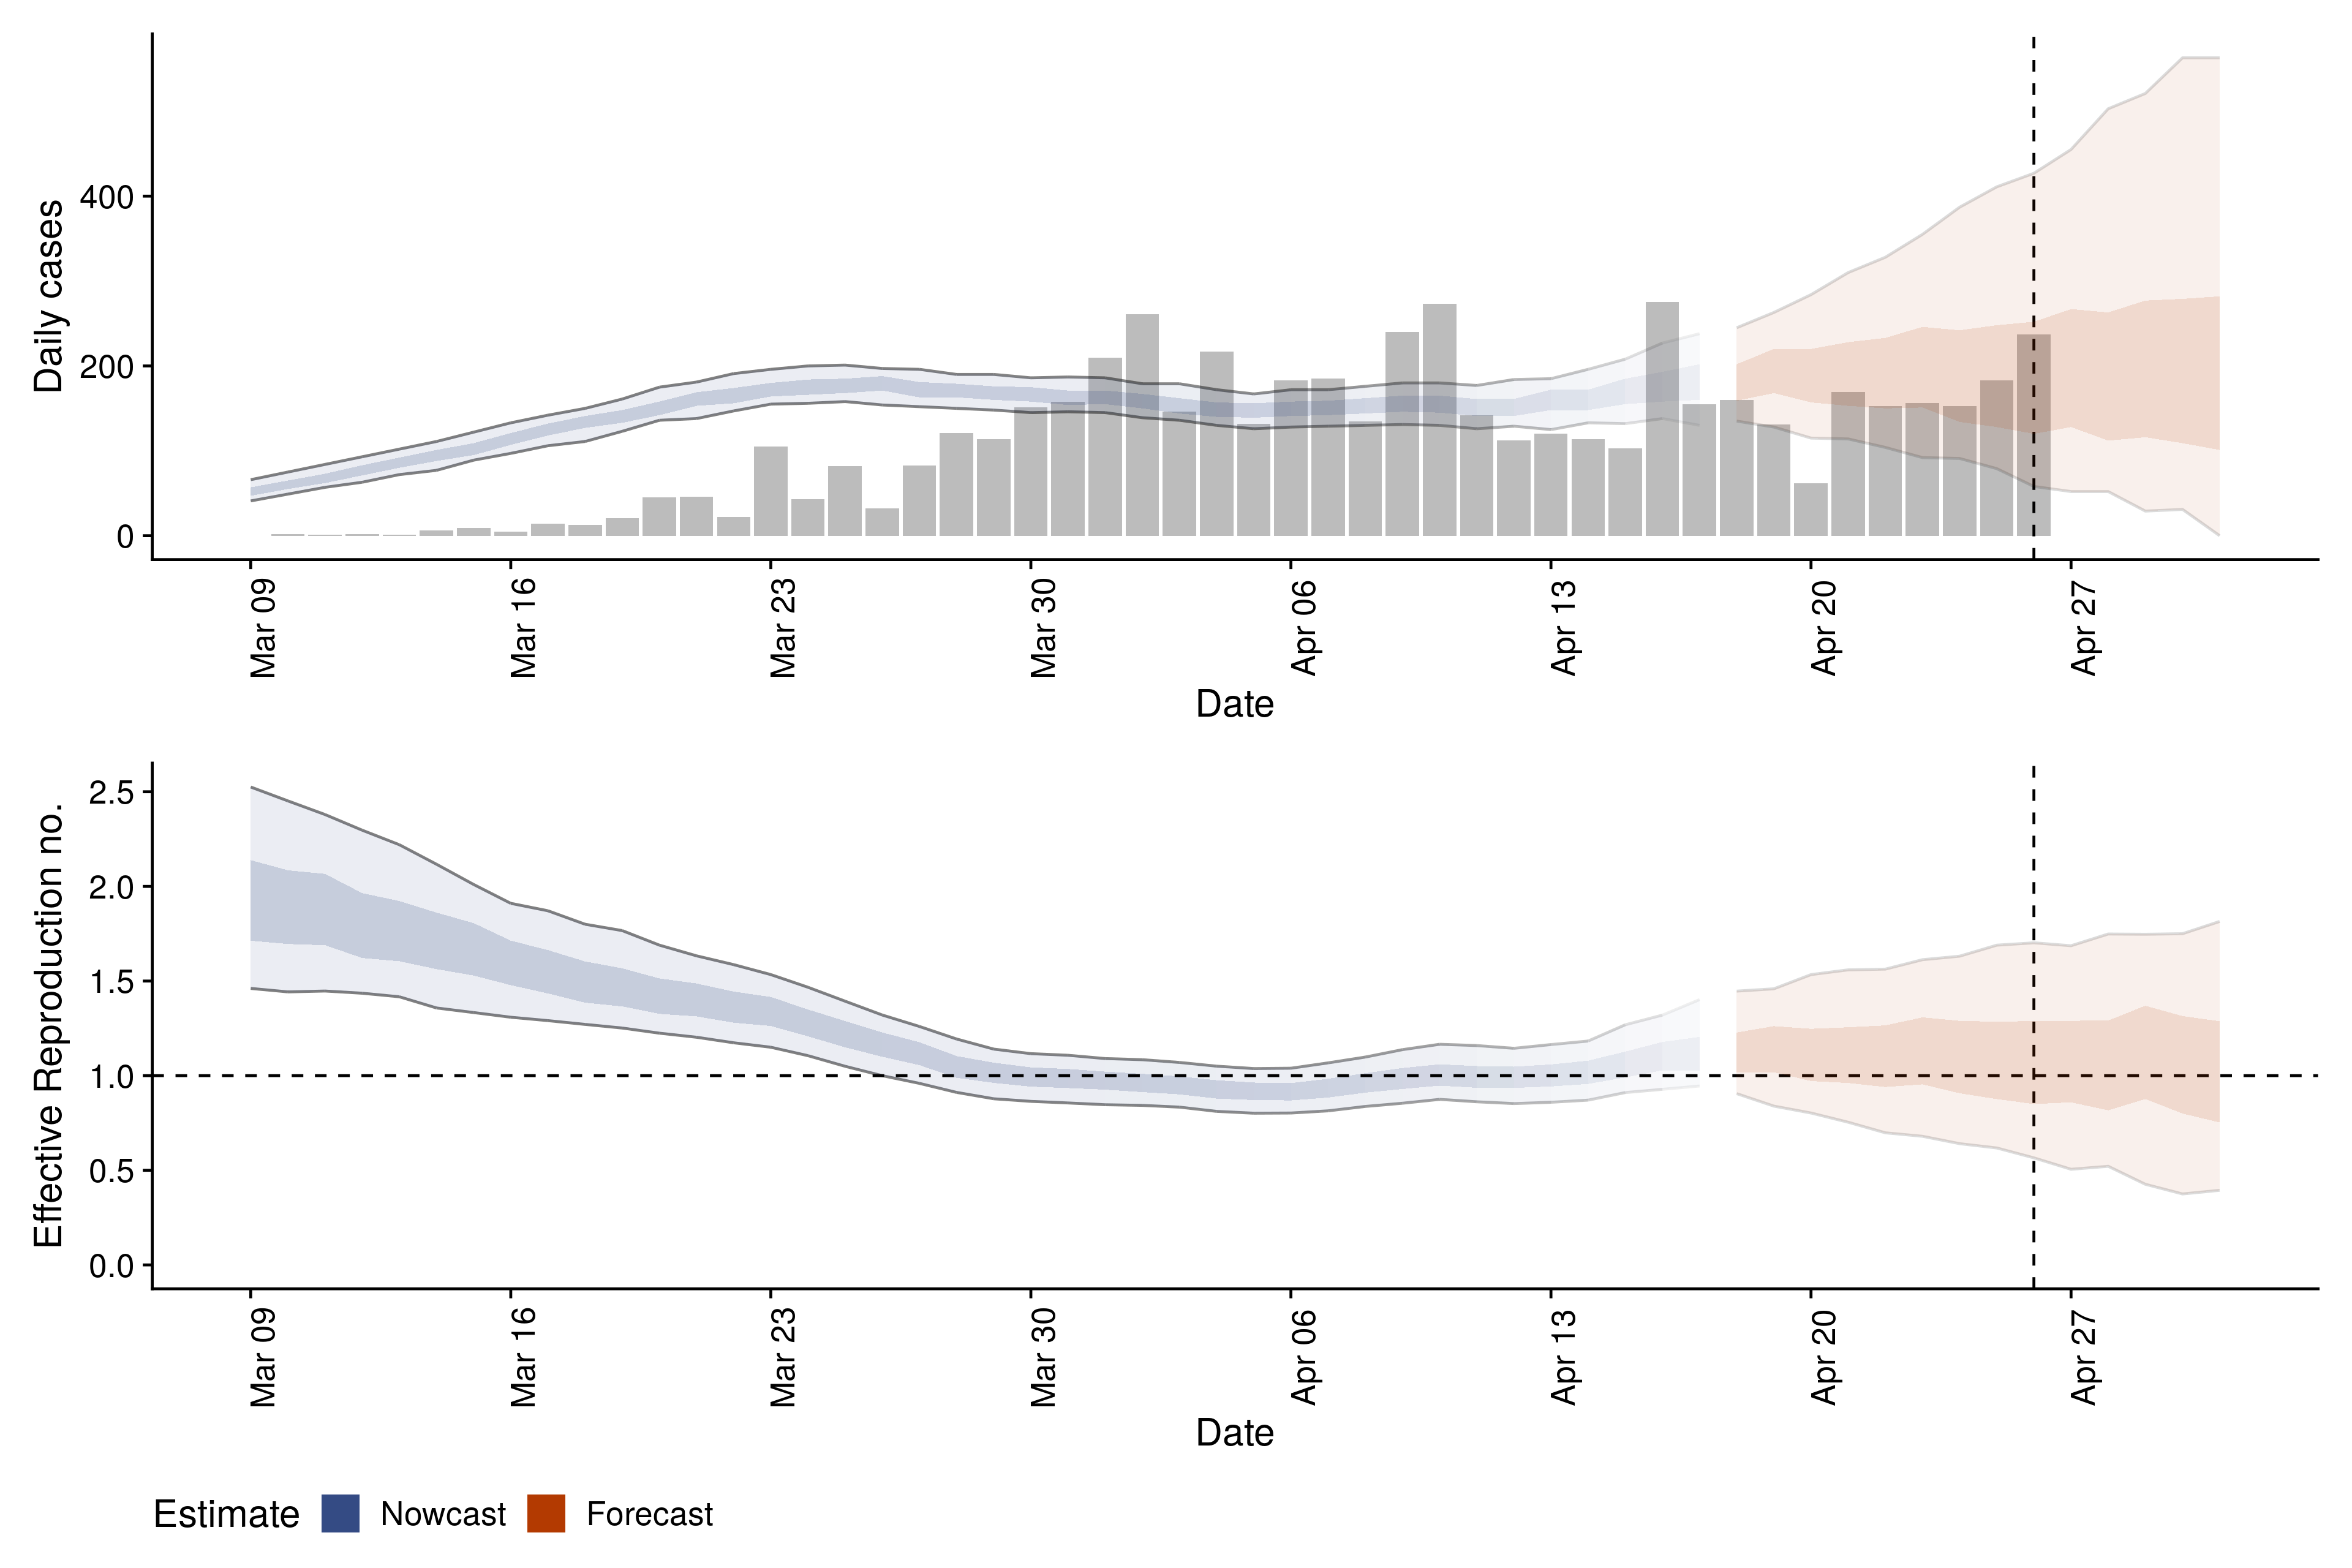 Daily cases
400
200
0
Mar 09
Mar 16
Mar 23
Mar 30
Apr 06
Apr 13
Apr 20
Apr 27
Date
Effective Reproduction no.
2.5
2.0
1.5
1.0
0.5
0.0
Mar 09
Mar 16
Mar 23
Mar 30
Apr 06
Apr 13
Apr 20
Apr 27
Date
Estimate Nowcast Forecast